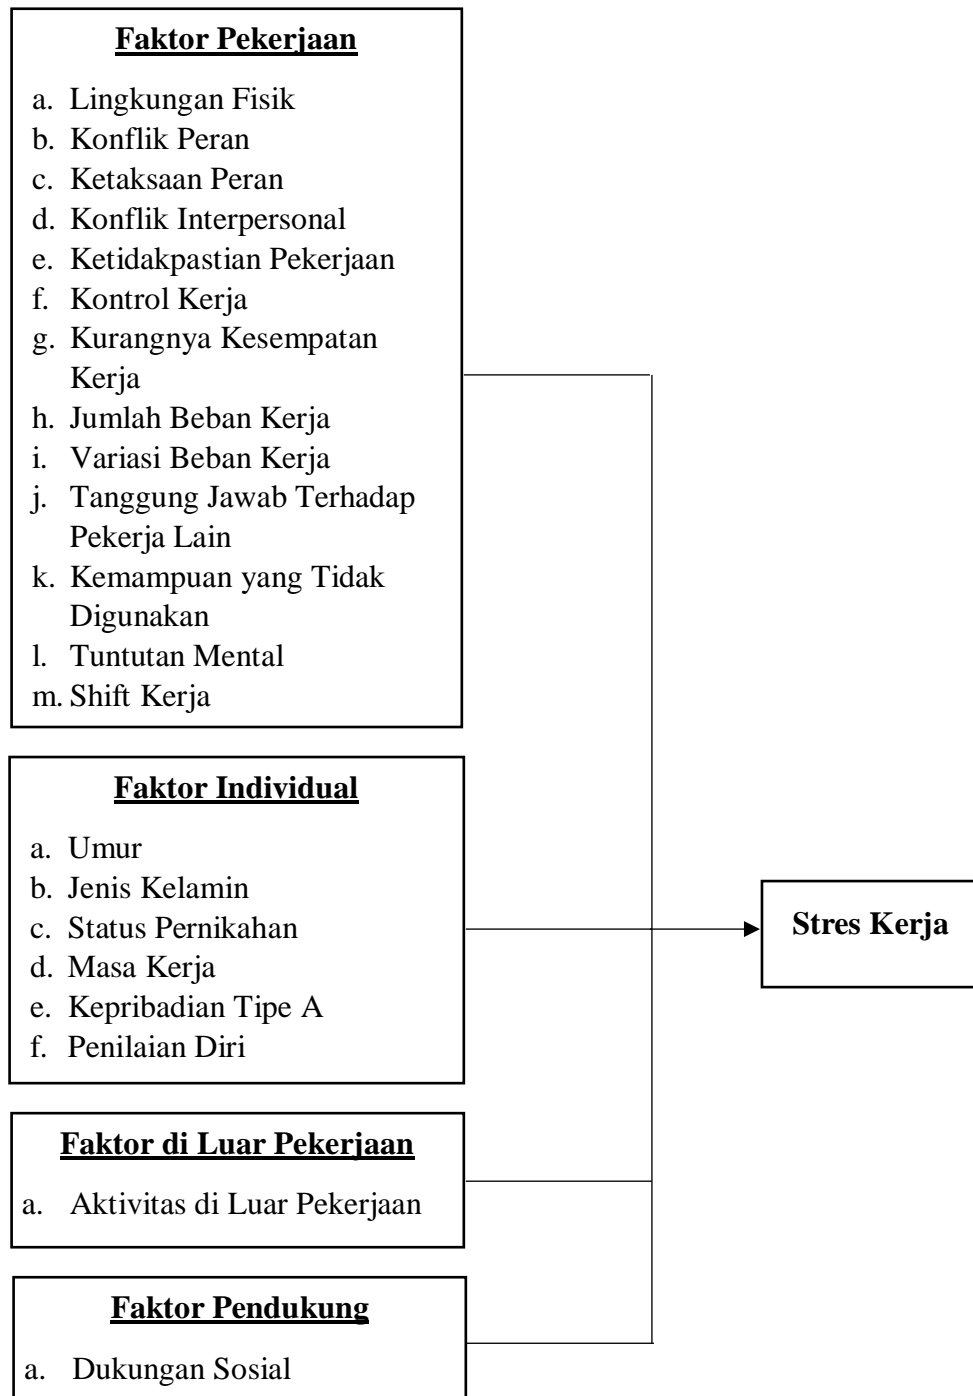 Faktor Pekerjaan
a. Lingkungan Fisik
b. Konflik Peran
c. Ketaksaan Peran
d. Konflik Interpersonal
e. Ketidakpastian Pekerjaan
f. Kontrol Kerja
g. Kurangnya Kesempatan
Kerja
h. Jumlah Beban Kerja
i. Variasi Beban Kerja
j. Tanggung Jawab Terhadap
Pekerja Lain
k. Kemampuan yang Tidak
Digunakan
l. Tuntutan Mental
m. Shift Kerja
Faktor Individual
a. Umur
b. Jenis Kelamin
c. Status Pernikahan
d. Masa Kerja
e. Kepribadian Tipe A
f. Penilaian Diri
Faktor di Luar Pekerjaan
a. Aktivitas di Luar Pekerjaan
Faktor Pendukung
a. Dukungan Sosial
Stres Kerja